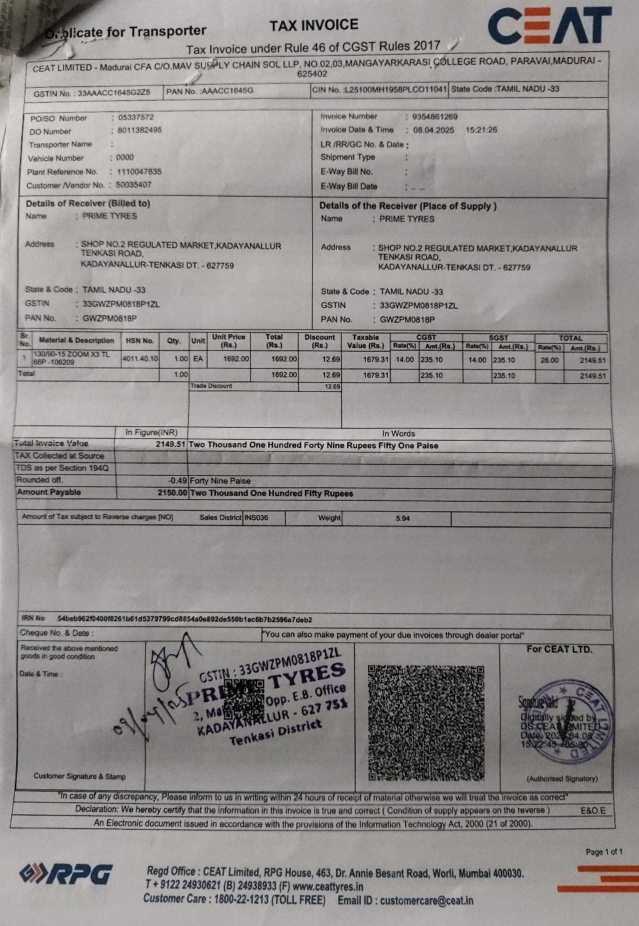 Duplicate for Transporter
TAX INVOICE
CEAT
Tax Invoice under Rule 46 of CGST Rules 2017
CEAT LIMITED - Madurai CFA C/O.MAV SUPPLY CHAIN SOL LLP, NO.02,03,MANGAYARKARASI COLLEGE ROAD, PARAVAI,MADURAI -
625402
GSTIN No. : 33AAACC1645G2Z5 PAN No. :AAACC1645G CIN No. :L25100MH1958PLCO11041 State Code :TAMIL NADU -33
PO/SO Number : 05337572
DO Number : 8011382495
Transporter Name :
Vehicle Number : 0000
Plant Reference No. : 1110047835
Customer /Vendor No. : 50035407
Invoice Number : 9354861269
Invoice Date & Time : 08.04.2025 15:21:26
LR /RR/GC No. & Date :
Shipment Type :
E-Way Bill No. :
E-Way Bill Date : . .
Details of Receiver (Billed to)
Name : PRIME TYRES
Address : SHOP NO.2 REGULATED MARKET,KADAYANALLUR
TENKASI ROAD,
KADAYANALLUR-TENKASI DT. - 627759
State & Code : TAMIL NADU -33
GSTIN : 33GWZPM0818P1ZL
PAN No. : GWZPM0818P
Details of the Receiver (Place of Supply )
Name : PRIME TYRES
Address : SHOP NO.2 REGULATED MARKET,KADAYANALLUR
TENKASI ROAD,
KADAYANALLUR-TENKASI DT. - 627759
State & Code : TAMIL NADU -33
GSTIN : 33GWZPM0818P1ZL
PAN No. : GWZPM0818P
Sr. No. Material & Description HSN No. Qty. Unit Unit Price (Rs.) Total (Rs.) Discount (Rs.) Taxable Value (Rs.) CGST Rate(%) Amt.(Rs.) SGST Rate(%) Amt.(Rs.) TOTAL Rate(%) Amt.(Rs.)
1 130/90-15 ZOOM X3 TL 4011.40.10 1.00 EA 1692.00 1692.00 12.69 1679.31 14.00 235.10 14.00 235.10 28.00 2149.51
66P -106209
Total 1.00 1692.00 12.69 1679.31 235.10 235.10 2149.51
Trade Discount 12.69
In Figure(INR) In Words
Total Invoice Value 2149.51 Two Thousand One Hundred Forty Nine Rupees Fifty One Paise
TAX Collected at Source
TDS as per Section 194Q
Rounded off. -0.49 Forty Nine Paise
Amount Payable 2150.00 Two Thousand One Hundred Fifty Rupees
Amount of Tax subject to Reverse charges [NO] Sales District INS036 Weight 5.94
IRN No
Cheque No. & Date : "You can also make payment of your due invoices through dealer portal"
Received the above mentioned
goods in good condition
Date & Time :
09/04/25
GSTIN : 33GWZPM0818P1ZL
PRIME TYRES
Opp. E.B. Office
KADAYANALLUR - 627 751
Tenkasi District
Customer Signature & Stamp
For CEAT LTD.
Signature Valid
Digitally signed by
DS CEAT LIMITED
CEAT LIMITED
(Authorised Signatory)
"In case of any discrepancy, Please inform to us in writing within 24 hours of receipt of material otherwise we will treat the invoice as correct"
Declaration: We hereby certify that the information in this invoice is true and correct ( Condition of supply appears on the reverse ) E&O.E
An Electronic document issued in accordance with the provisions of the Information Technology Act, 2000 (21 of 2000).
Page 1 of 1
RPG
Regd Office : CEAT Limited, RPG House, 463, Dr. Annie Besant Road, Worli, Mumbai 400030.
T + 9122 24930621 (B) 24938933 (F) www.ceattyres.in
Customer Care : 1800-22-1213 (TOLL FREE) Email ID : customercare@ceat.in